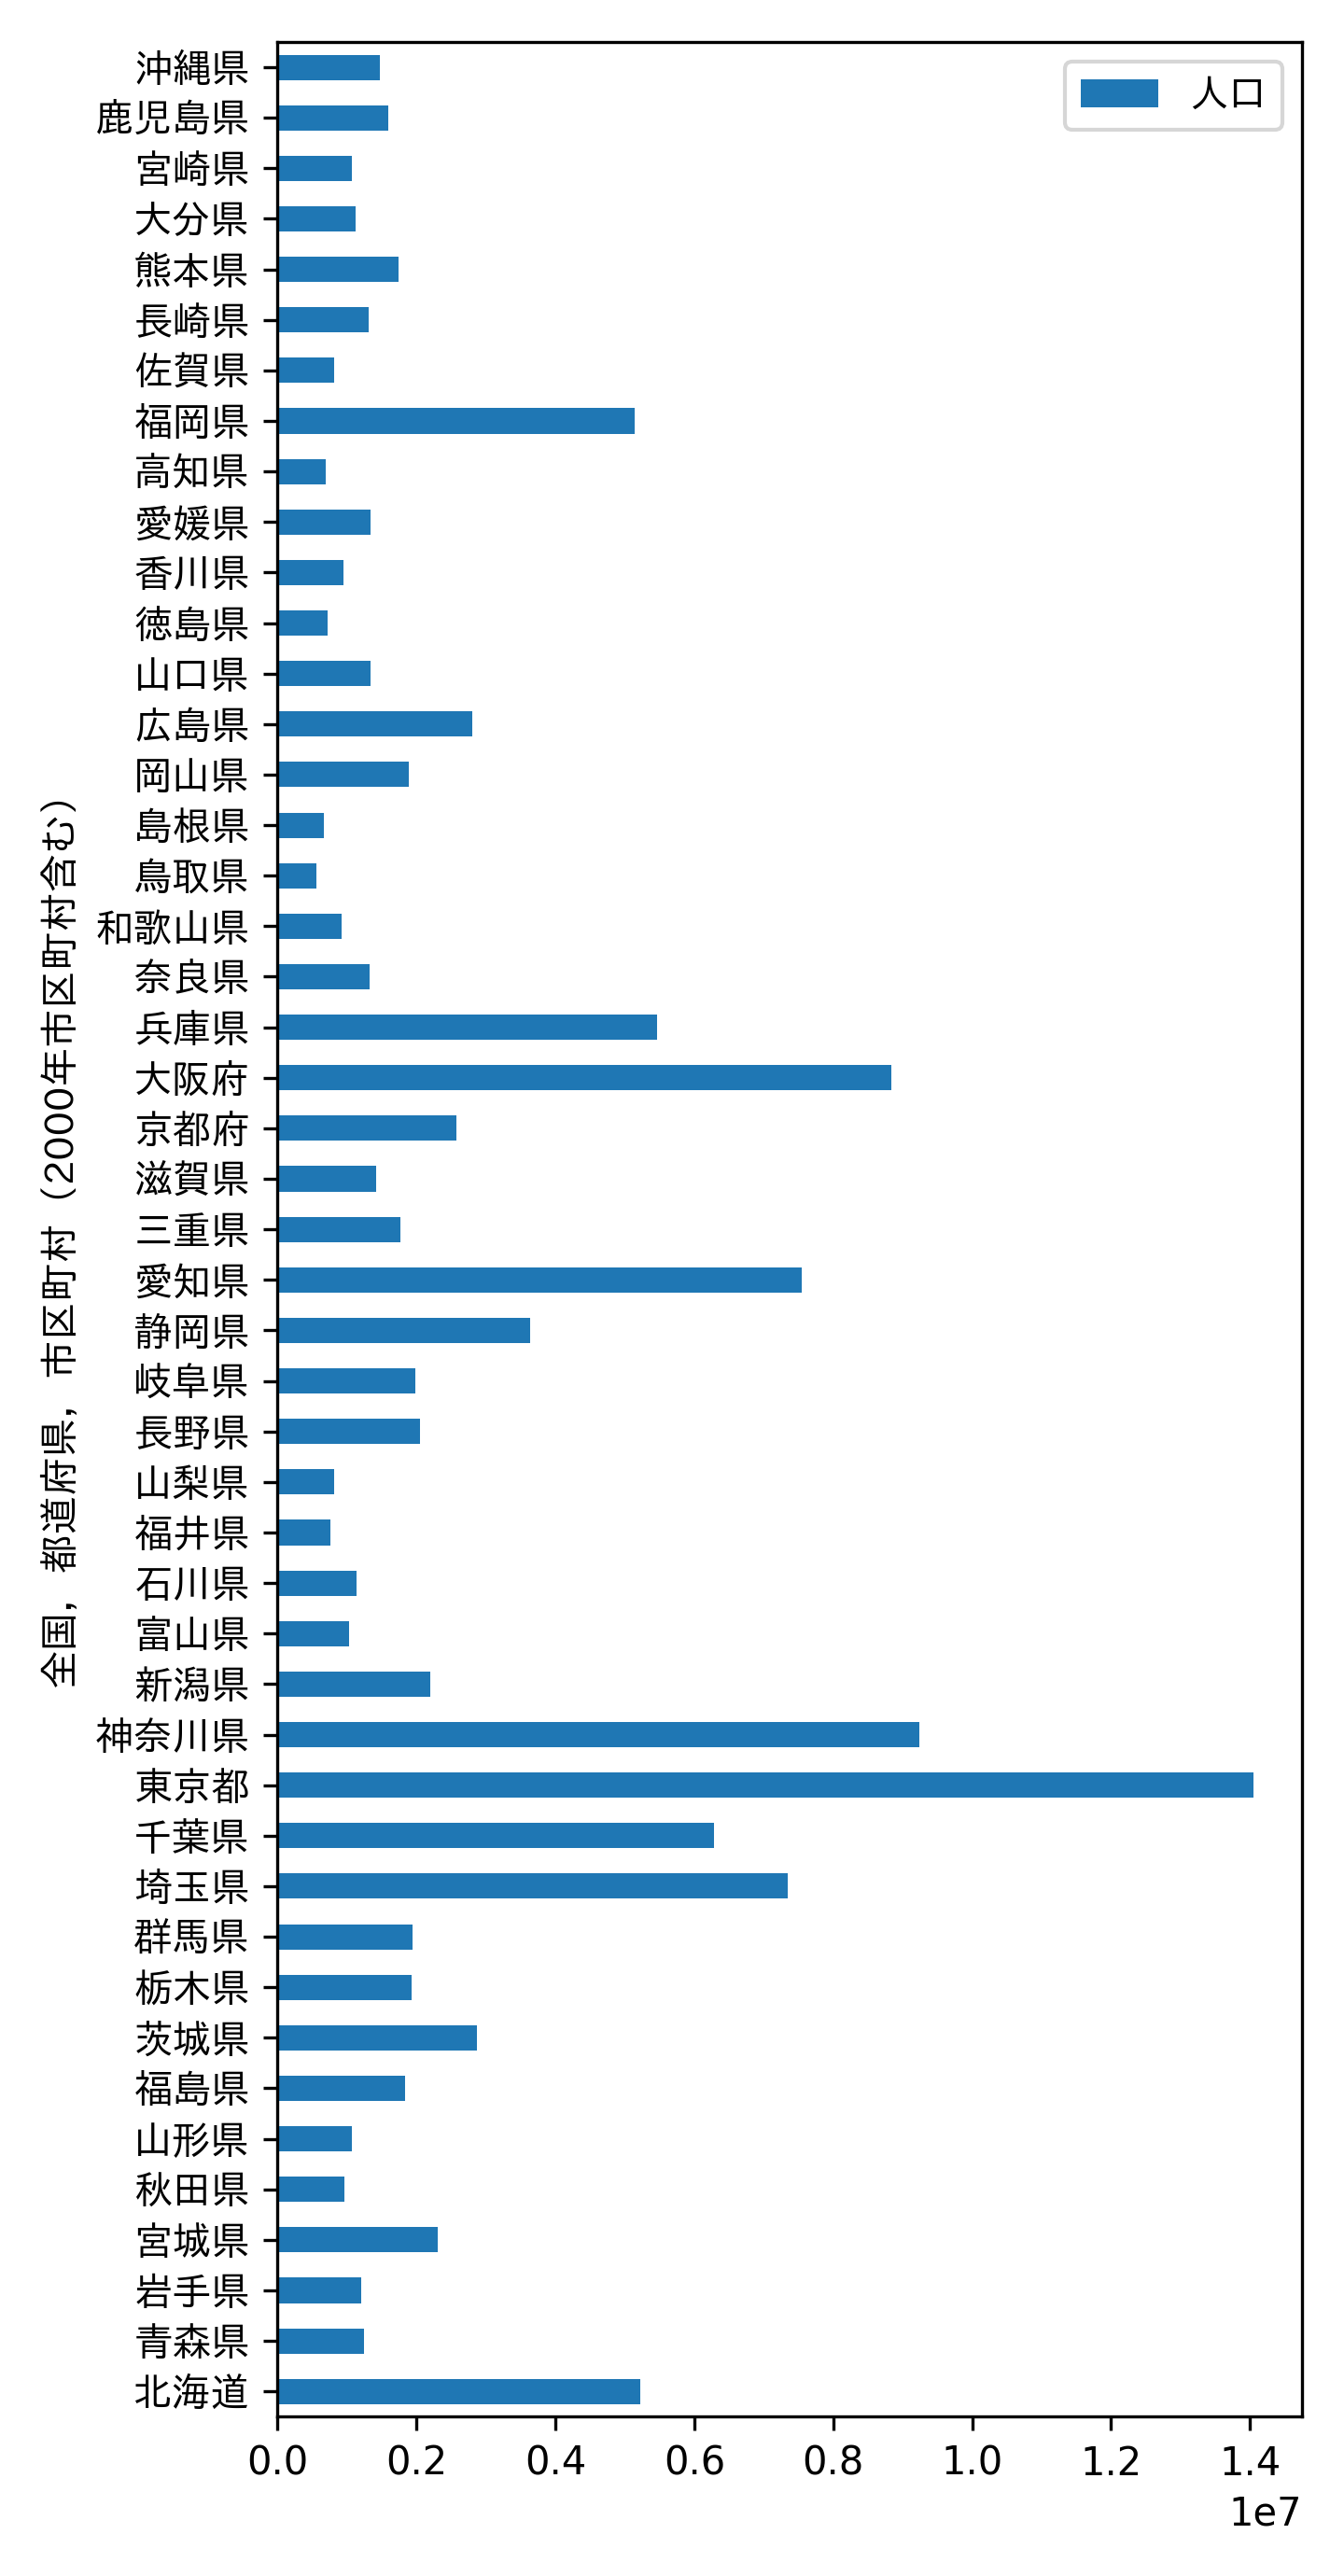 人口
沖縄県
鹿児島県
宮崎県
大分県
熊本県
長崎県
佐賀県
福岡県
高知県
愛媛県
香川県
徳島県
山口県
広島県
岡山県
島根県
鳥取県
和歌山県
奈良県
兵庫県
大阪府
京都府
滋賀県
三重県
愛知県
静岡県
岐阜県
長野県
山梨県
福井県
石川県
富山県
新潟県
神奈川県
東京都
千葉県
埼玉県
群馬県
栃木県
茨城県
福島県
山形県
秋田県
宮城県
岩手県
青森県
北海道
全国，都道府県，市区町村（2000年市区町村含む）
0.0 0.2 0.4 0.6 0.8 1.0 1.2 1.4
1e7